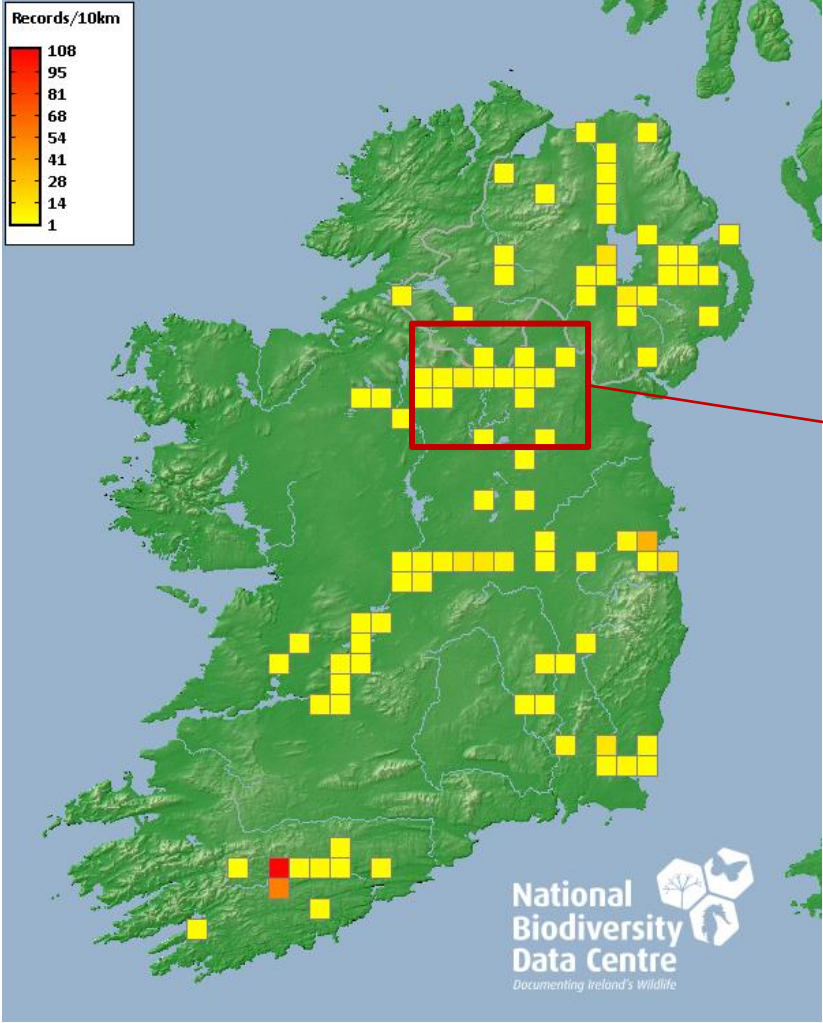 Records/10km
108
95
81
68
54
41
28
14
1
National
Biodiversity
Data Centre
Documenting Ireland's Wildlife